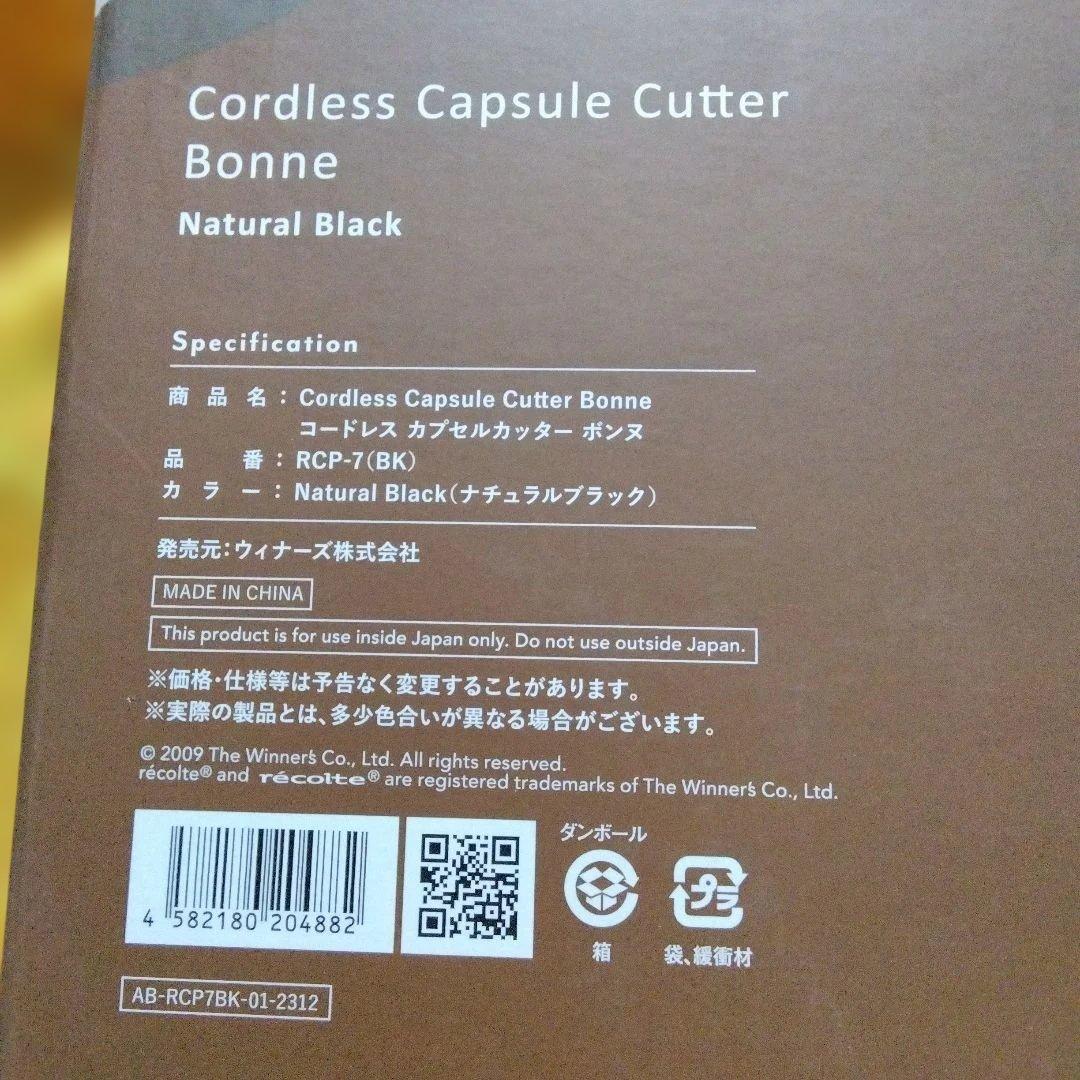 Cordless Capsule Cutter
Bonne
Natural Black
Specification
商品名：Cordless Capsule Cutter Bonne
コードレス カプセルカッター ボンヌ
品番：RCP-7(BK)
カラー：Natural Black(ナチュラルブラック)
発売元：ウィナーズ株式会社
MADE IN CHINA
This product is for use inside Japan only. Do not use outside Japan.
※価格・仕様等は予告なく変更することがあります。
※実際の製品とは、多少色合いが異なる場合がございます。
© 2009 The Winner's Co., Ltd. All rights reserved.
récolte® and récolte® are registered trademarks of The Winner's Co., Ltd.
ダンボール
プラ
箱
袋、緩衝材
4 582180 204882
AB-RCP7BK-01-2312